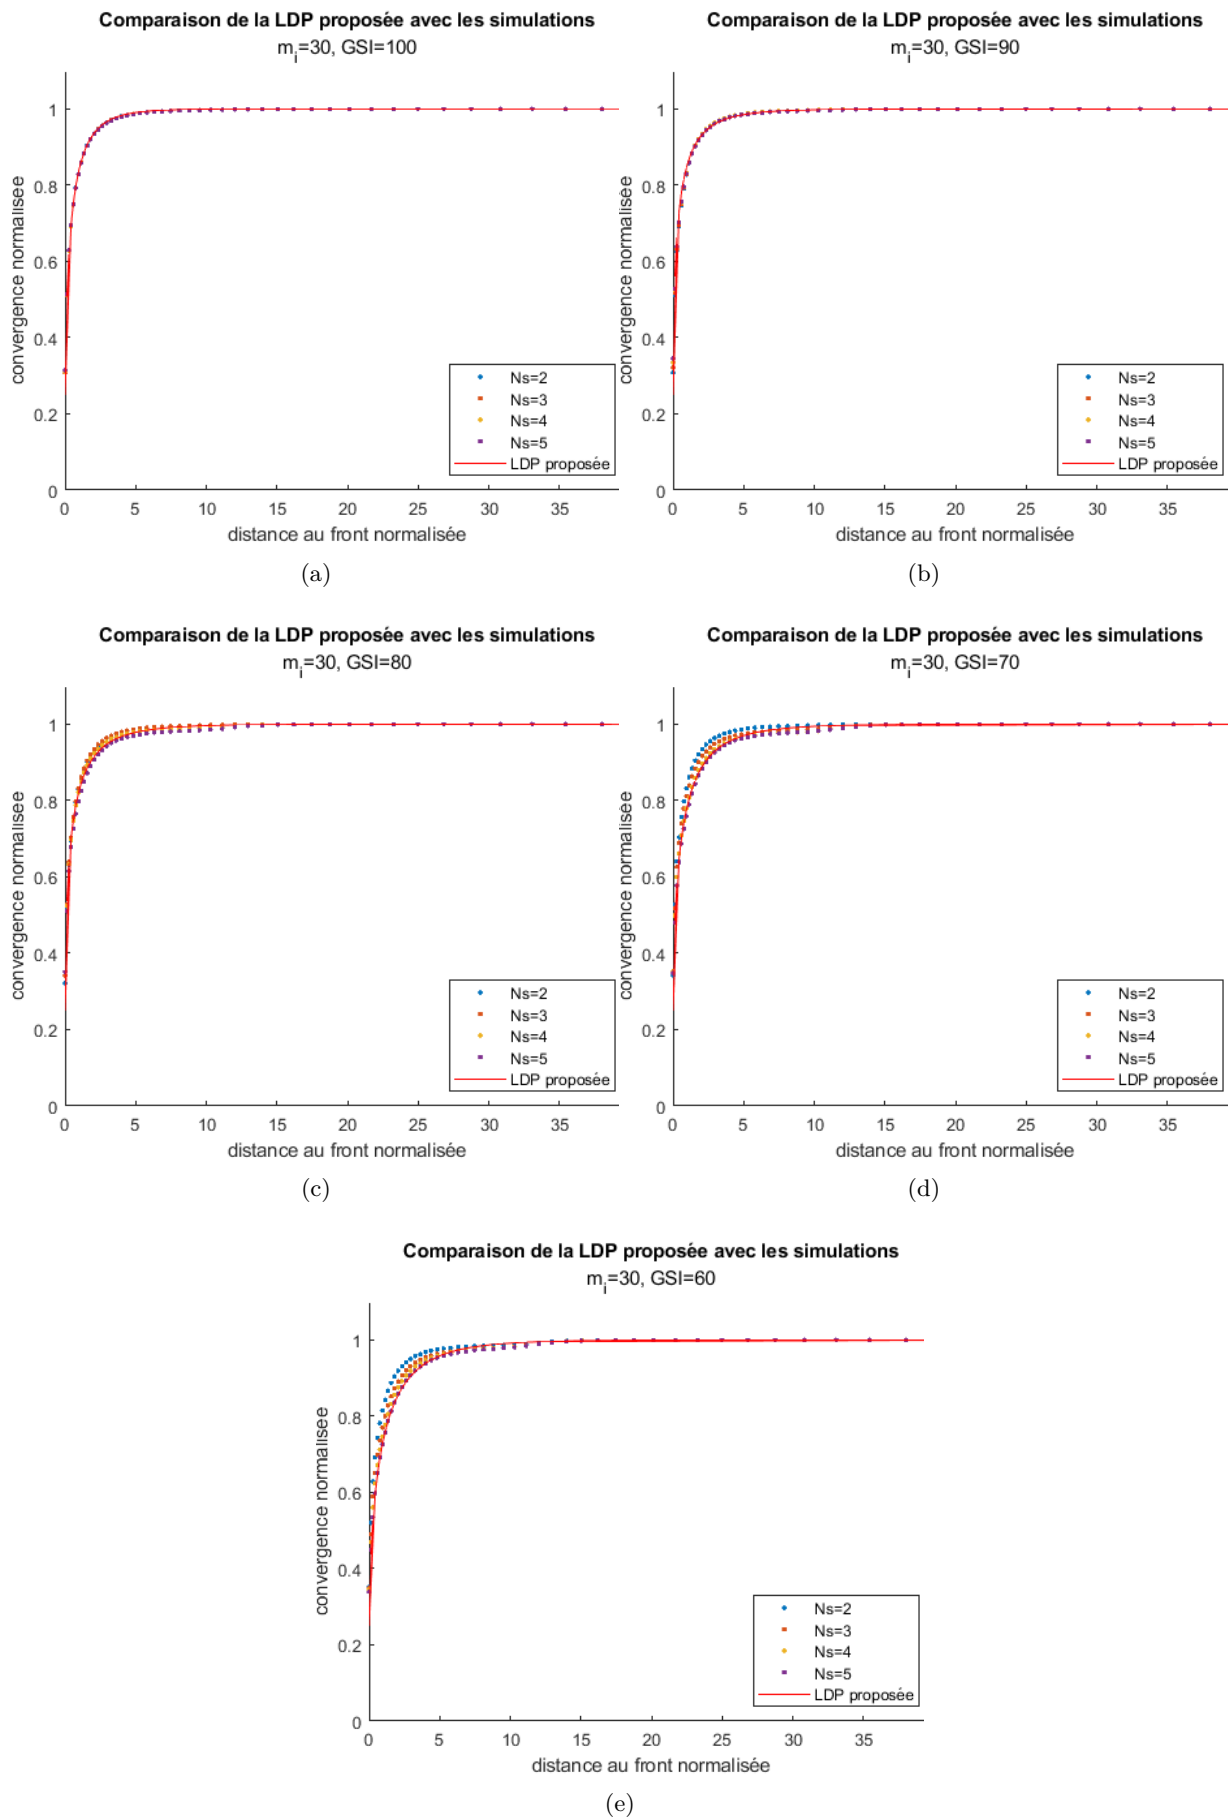 Comparaison de la LDP proposée avec les simulations
m_i=30, GSI=100
convergence normalisée
1
0.8
0.6
0.4
0.2
0
Ns=2
Ns=3
Ns=4
Ns=5
LDP proposée
0 5 10 15 20 25 30 35
distance au front normalisée
(a)
Comparaison de la LDP proposée avec les simulations
m_i=30, GSI=90
convergence normalisée
1
0.8
0.6
0.4
0.2
0
Ns=2
Ns=3
Ns=4
Ns=5
LDP proposée
0 5 10 15 20 25 30 35
distance au front normalisée
(b)
Comparaison de la LDP proposée avec les simulations
m_i=30, GSI=80
convergence normalisée
1
0.8
0.6
0.4
0.2
0
Ns=2
Ns=3
Ns=4
Ns=5
LDP proposée
0 5 10 15 20 25 30 35
distance au front normalisée
(c)
Comparaison de la LDP proposée avec les simulations
m_i=30, GSI=70
convergence normalisée
1
0.8
0.6
0.4
0.2
0
Ns=2
Ns=3
Ns=4
Ns=5
LDP proposée
0 5 10 15 20 25 30 35
distance au front normalisée
(d)
Comparaison de la LDP proposée avec les simulations
m_i=30, GSI=60
convergence normalisée
1
0.8
0.6
0.4
0.2
0
Ns=2
Ns=3
Ns=4
Ns=5
LDP proposée
0 5 10 15 20 25 30 35
distance au front normalisée
(e)